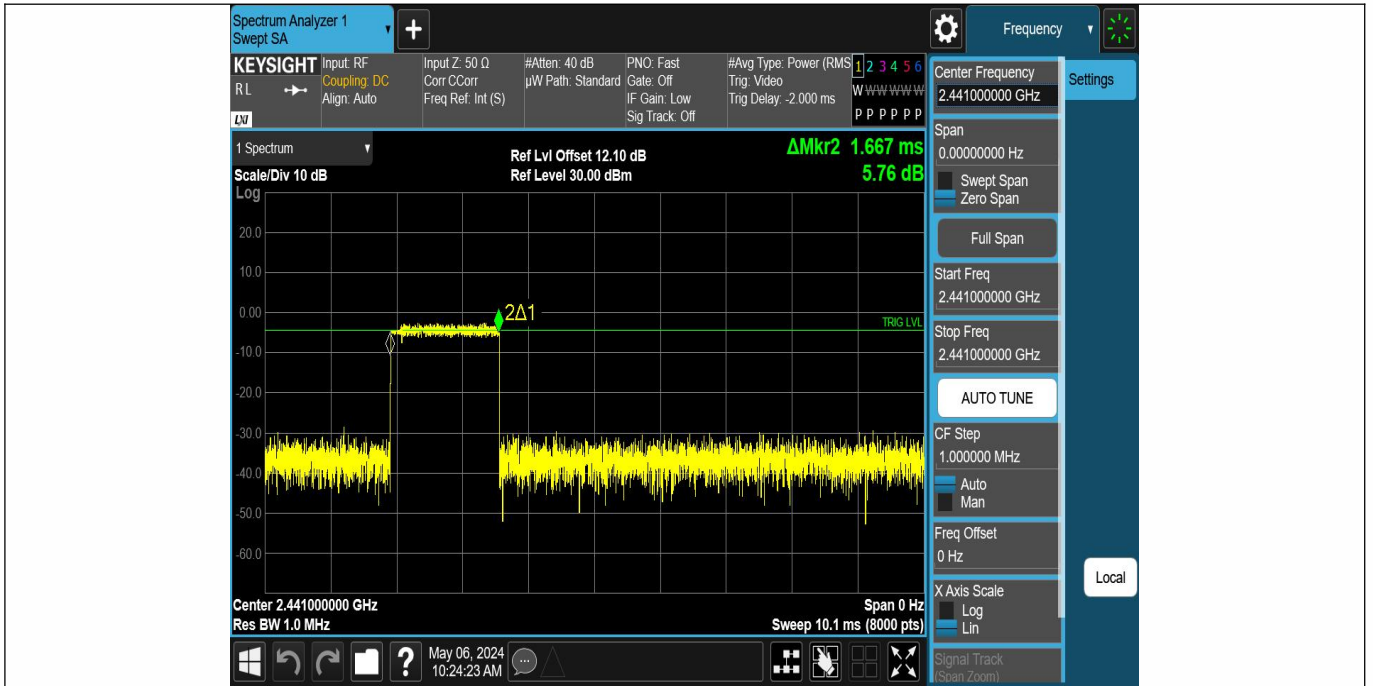 Spectrum Analyzer 1
Swept SA
+
Frequency
KEYSIGHT
RL
LXI
Input: RF
Coupling: DC
Align: Auto
Input Z: 50 Ω
Corr CCorr
Freq Ref: Int (S)
#Atten: 40 dB
µW Path: Standard
PNO: Fast
Gate: Off
IF Gain: Low
Sig Track: Off
#Avg Type: Power (RMS
Trig: Video
Trig Delay: -2.000 ms
1 2 3 4 5 6
W W W W W W
P P P P P P
1 Spectrum
Scale/Div 10 dB
Ref Lvl Offset 12.10 dB
Ref Level 30.00 dBm
ΔMkr2 1.667 ms
5.76 dB
Log
20.0
10.0
0.00
-10.0
-20.0
-30.0
-40.0
-50.0
-60.0
2Δ1
TRIG LVL
Center 2.441000000 GHz
Res BW 1.0 MHz
Span 0 Hz
Sweep 10.1 ms (8000 pts)
May 06, 2024
10:24:23 AM
?
Center Frequency
2.441000000 GHz
Settings
Span
0.00000000 Hz
Swept Span
Zero Span
Full Span
Start Freq
2.441000000 GHz
Stop Freq
2.441000000 GHz
AUTO TUNE
CF Step
1.000000 MHz
Auto
Man
Freq Offset
0 Hz
Local
X Axis Scale
Log
Lin
Signal Track
(Span Zoom)